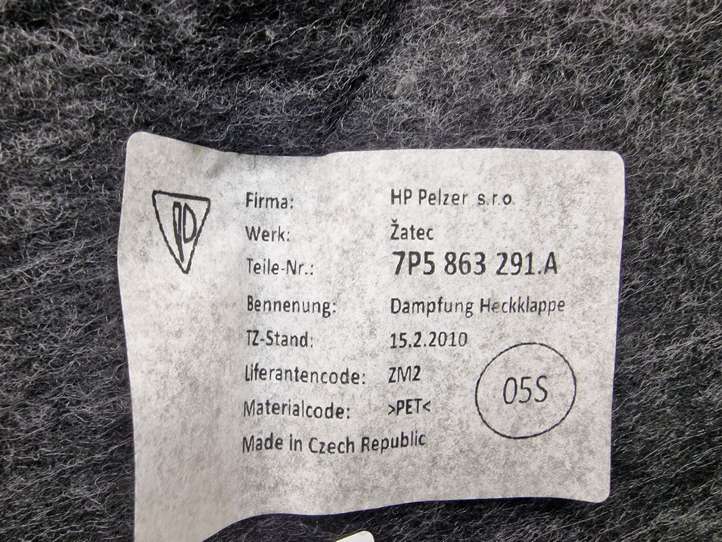 Firma: HP Pelzer s.r.o.
Werk: Žatec
Teile-Nr.: 7P5 863 291.A
Bennenung: Dampfung Heckklappe
TZ-Stand: 15.2.2010
Liferantencode: ZM2
Materialcode: >PET<
05S
Made in Czech Republic